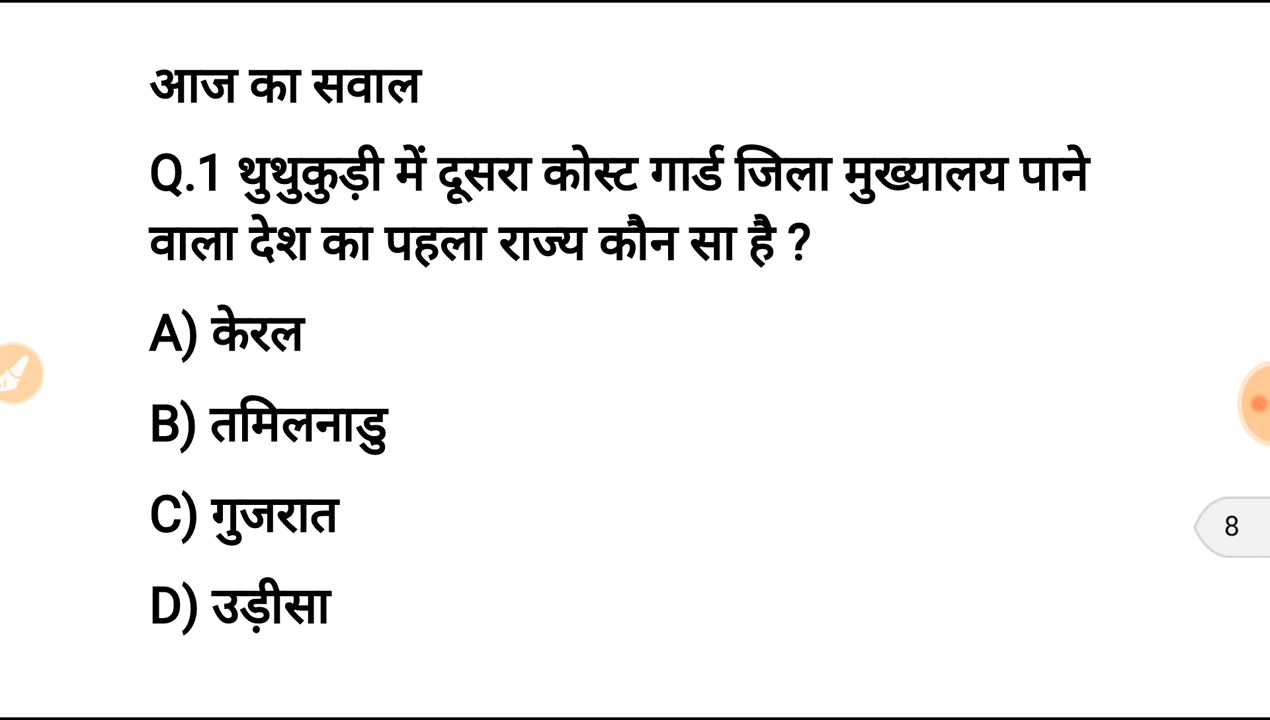 आज का सवाल
Q.1 थुथुकुड़ी में दूसरा कोस्ट गार्ड जिला मुख्यालय पाने
वाला देश का पहला राज्य कौन सा है ?
A) केरल
B) तमिलनाडु
C) गुजरात
8
D) उड़ीसा